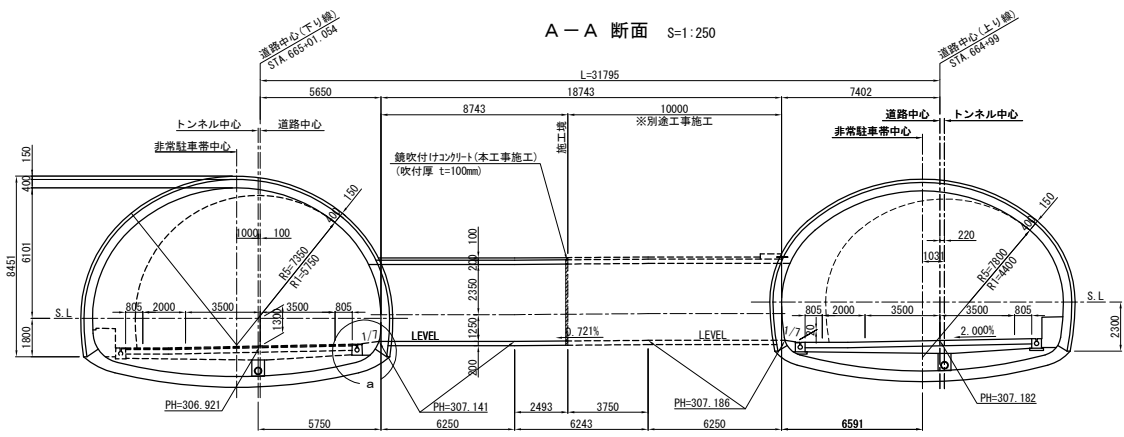 A-A 断面 S=1:250
道路中心(下り線)
STA.665+01.054
道路中心(上り線)
STA.664+99
L=31795
5650
18743
7402
8743
10000
※別途工事施工
トンネル中心
道路中心
非常駐車帯中心
施工境
道路中心
トンネル中心
非常駐車帯中心
鏡吹付けコンクリート(本工事施工)
(吹付厚 t=100mm)
150
400
8451
6101
1800
150
400
1000
100
R5=7350
R1=5750
100
200
2350
1250
200
150
400
220
1031
R5=7800
R1=4400
S.L
805
2000
3500
3500
805
1300
1/7
a
LEVEL
0.721%
LEVEL
1/7
805
2000
3500
3500
805
2.000%
S.L
2300
PH=306.921
PH=307.141
2493
3750
PH=307.186
PH=307.182
5750
6250
6243
6250
6591